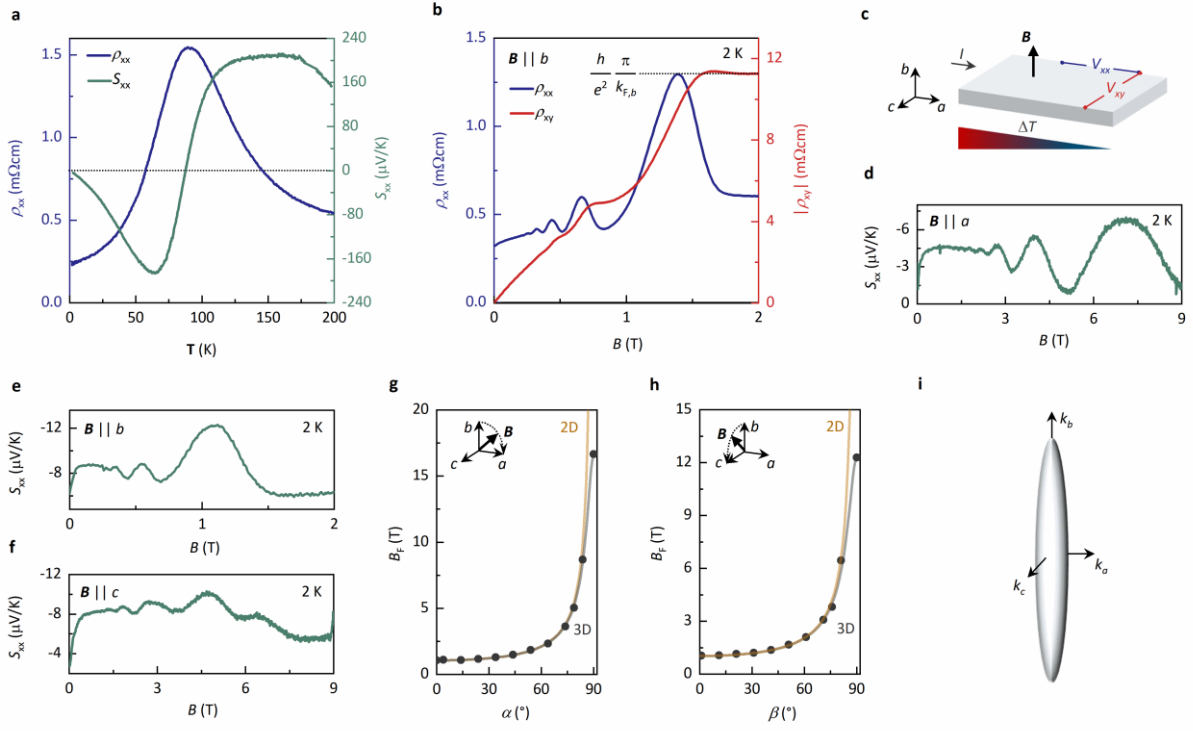 a
1.5
1.0
0.5
0.0
ρxx (mΩcm)
ρxx
Sxx
240
160
80
0
-80
-160
-240
Sxx (μV/K)
0 50 100 150 200
T (K)
b
B || b
h π
e² kF,b
2 K
ρxx
ρxy
1.5
1.0
0.5
0.0
ρxx (mΩcm)
12
8
4
0
|ρxy| (mΩcm)
0 1 2
B (T)
c
I
B
Vxx
Vxy
b
c a
ΔT
d
B || a
2 K
-6
-3
0
Sxx (μV/K)
0 3 6 9
B (T)
e
B || b
2 K
-12
-8
Sxx (μV/K)
0 1 2
B (T)
f
B || c
2 K
-12
-8
-4
Sxx (μV/K)
0 3 6 9
B (T)
g
20
15
10
5
0
BF (T)
b B
c a
2D
3D
0 30 60 90
α (°)
h
15
12
9
6
3
0
BF (T)
B b
c a
2D
3D
0 30 60 90
β (°)
i
kb
ka
kc